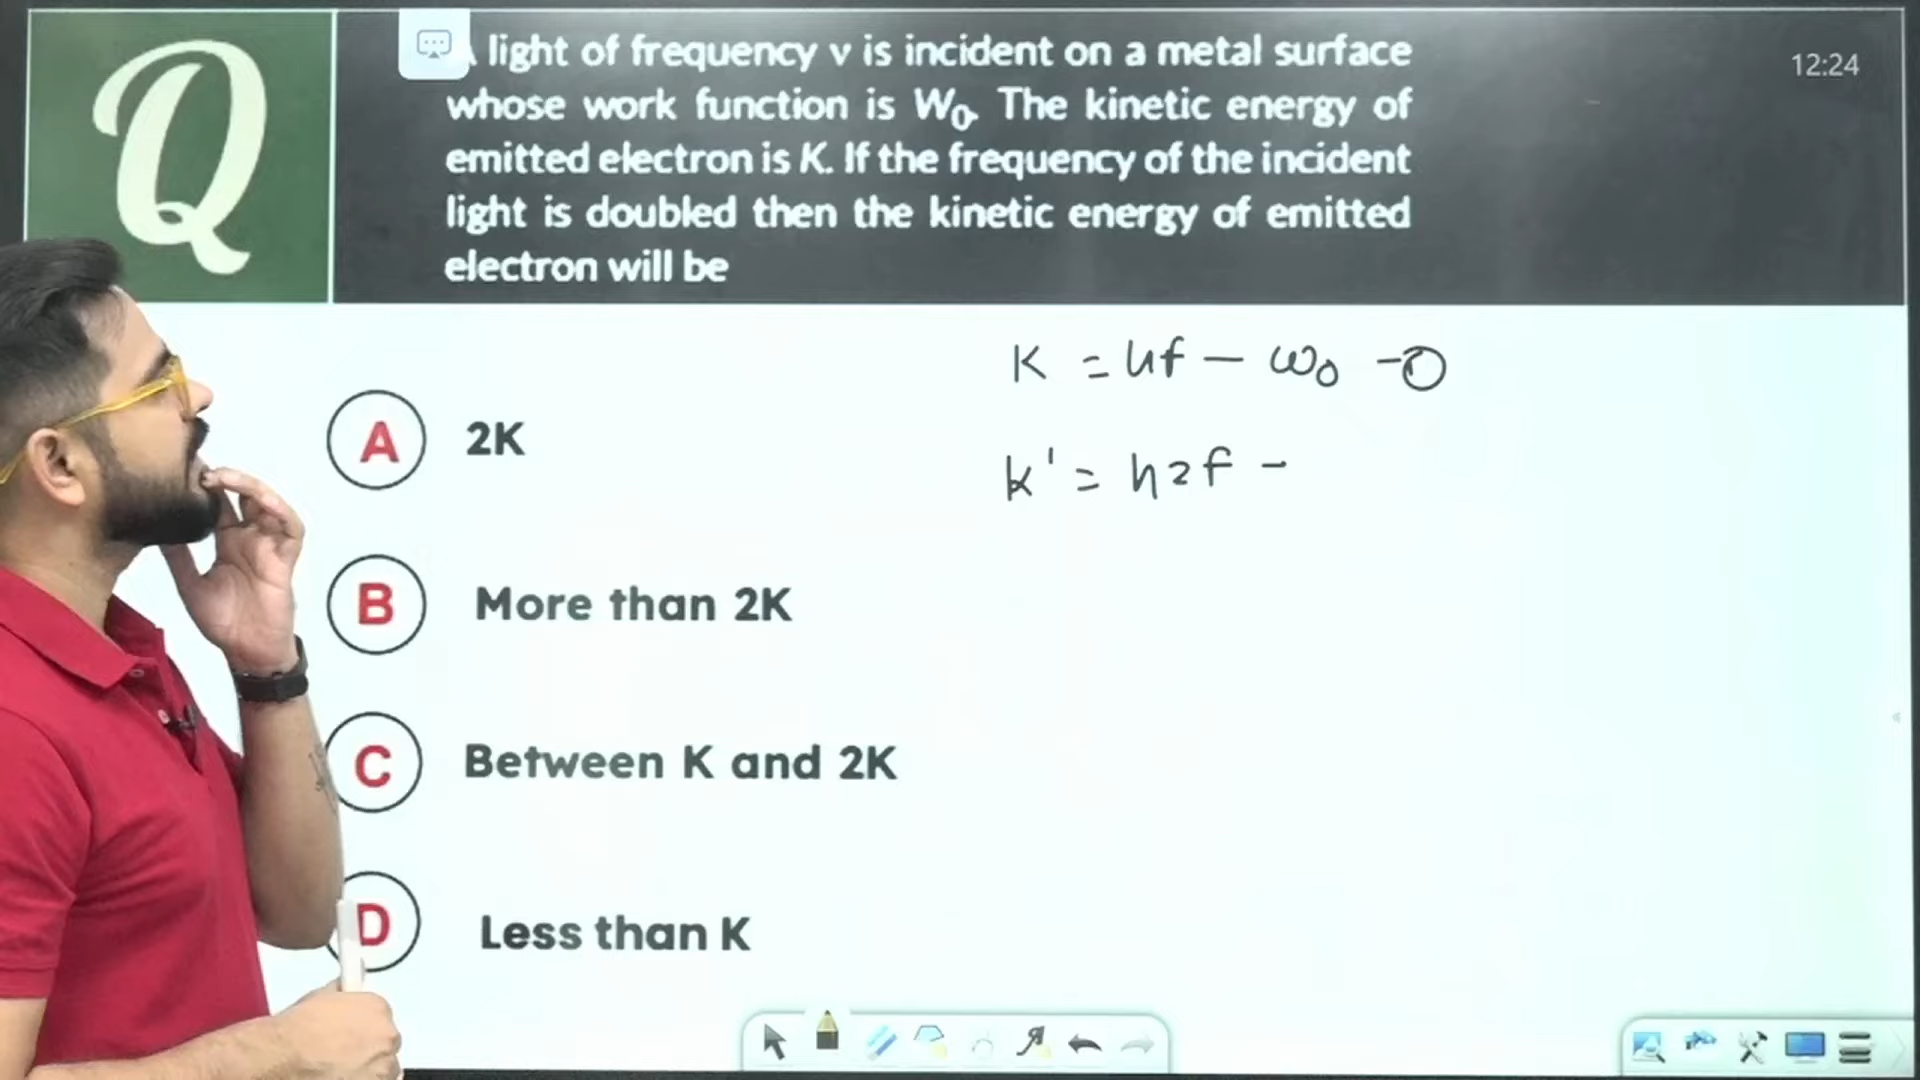 Q
light of frequency v is incident on a metal surface
12:24
whose work function is W₀. The kinetic energy of
emitted electron is K. If the frequency of the incident
light is doubled then the kinetic energy of emitted
electron will be
K = hf - ω₀ -①
A 2K
k' = h2f -
B More than 2K
C Between K and 2K
D Less than K